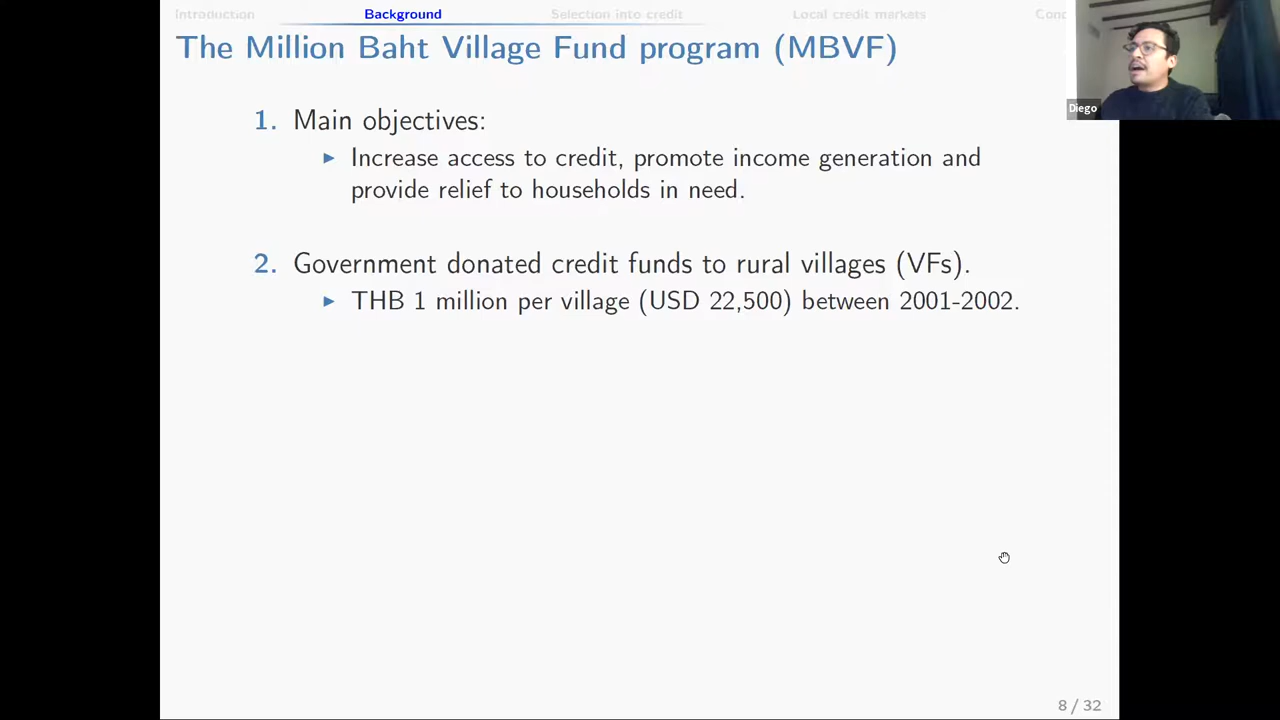 Introduction Background Selection into credit Local credit markets
The Million Baht Village Fund program (MBVF)
Diego
1. Main objectives:
▶ Increase access to credit, promote income generation and
provide relief to households in need.
2. Government donated credit funds to rural villages (VFs).
▶ THB 1 million per village (USD 22,500) between 2001-2002.
8 / 32